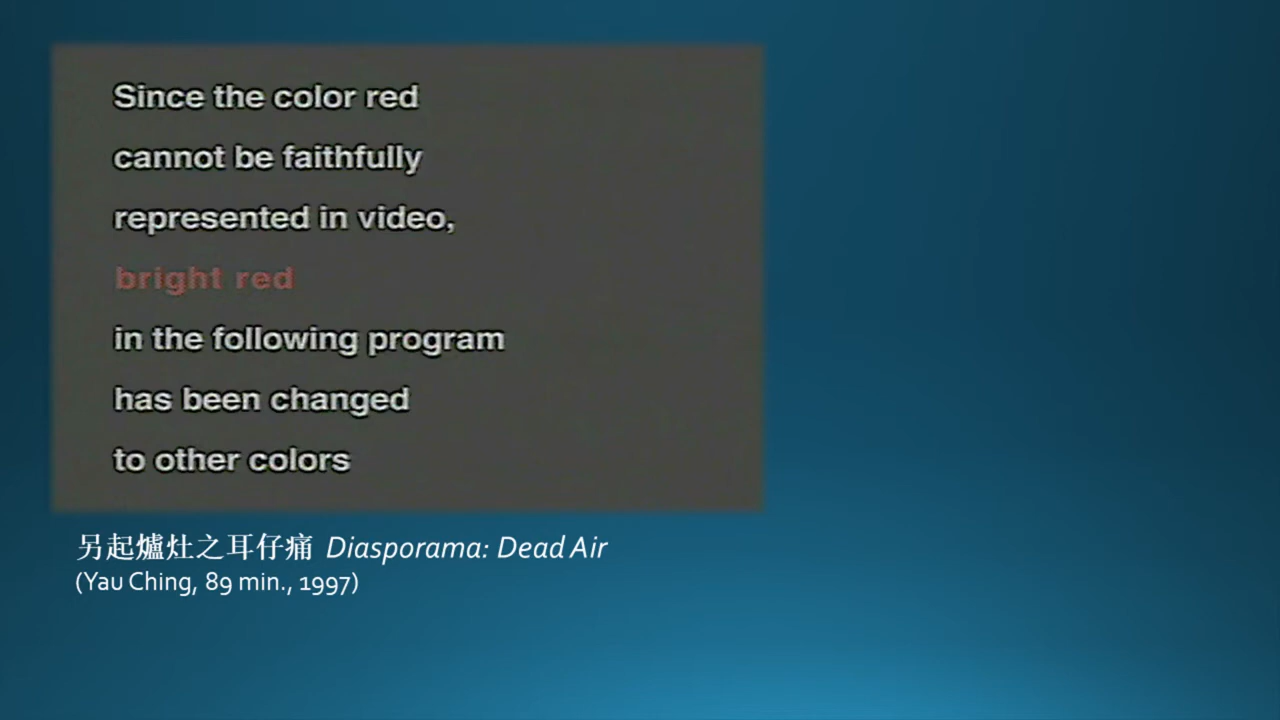 Since the color red
cannot be faithfully
represented in video,
bright red
in the following program
has been changed
to other colors
另起爐灶之耳仔痛 Diasporama: Dead Air
(Yau Ching, 89 min., 1997)